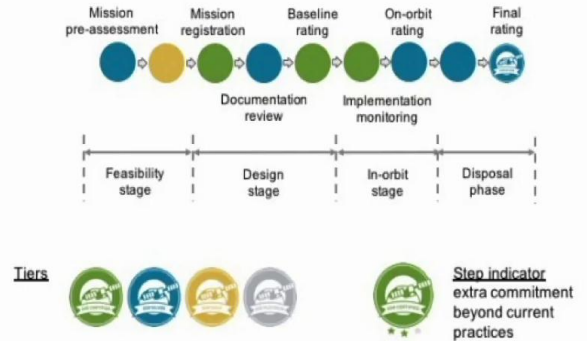 Mission
pre-assessment
Mission
registration
Baseline
rating
On-orbit
rating
Final
rating
Documentation
review
Implementation
monitoring
Feasibility
stage
Design
stage
In-orbit
stage
Disposal
phase
Tiers
Step indicator
extra commitment
beyond current
practices